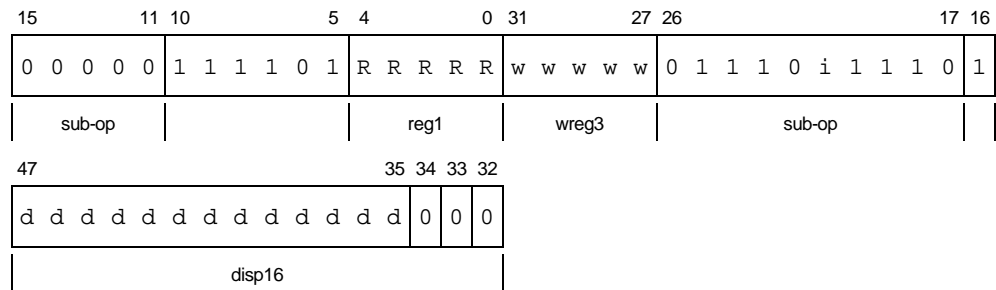 15 11 10 5 4 0 31 27 26 17 16
0 0 0 0 0 1 1 1 1 0 1 R R R R R w w w w w 0 1 1 1 0 i 1 1 1 0 1
sub-op reg1 wreg3 sub-op
47 35 34 33 32
d d d d d d d d d d d d d 0 0 0
disp16